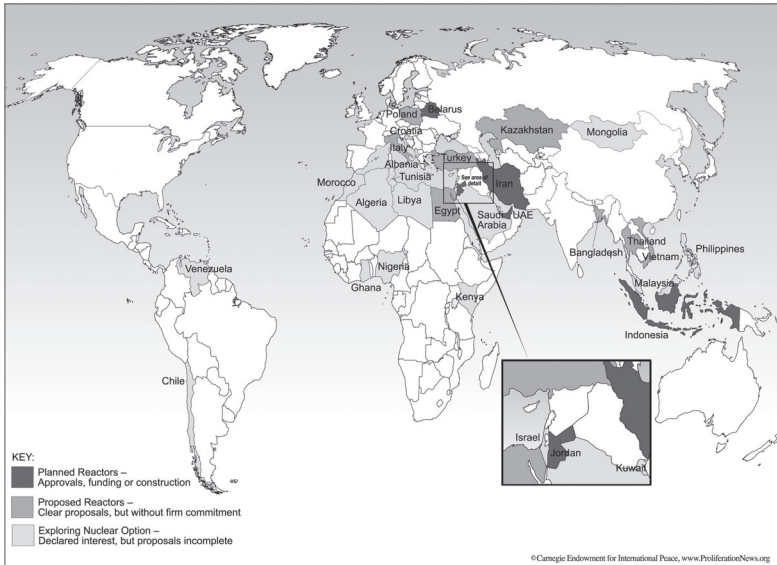 Belarus
Poland
Croatia
Italy
Albania
Turkey
Kazakhstan
Mongolia
Morocco
Tunisia
See area of
detail
Iran
Algeria
Libya
Egypt
Saudi
Arabia
UAE
Bangladesh
Thailand
Vietnam
Philippines
Venezuela
Nigeria
Ghana
Kenya
Malaysia
Indonesia
Chile
Israel
Jordan
Kuwait
KEY:
Planned Reactors –
Approvals, funding or construction
Proposed Reactors –
Clear proposals, but without firm commitment
Exploring Nuclear Option –
Declared interest, but proposals incomplete
©Carnegie Endowment for International Peace, www.ProliferationNews.org